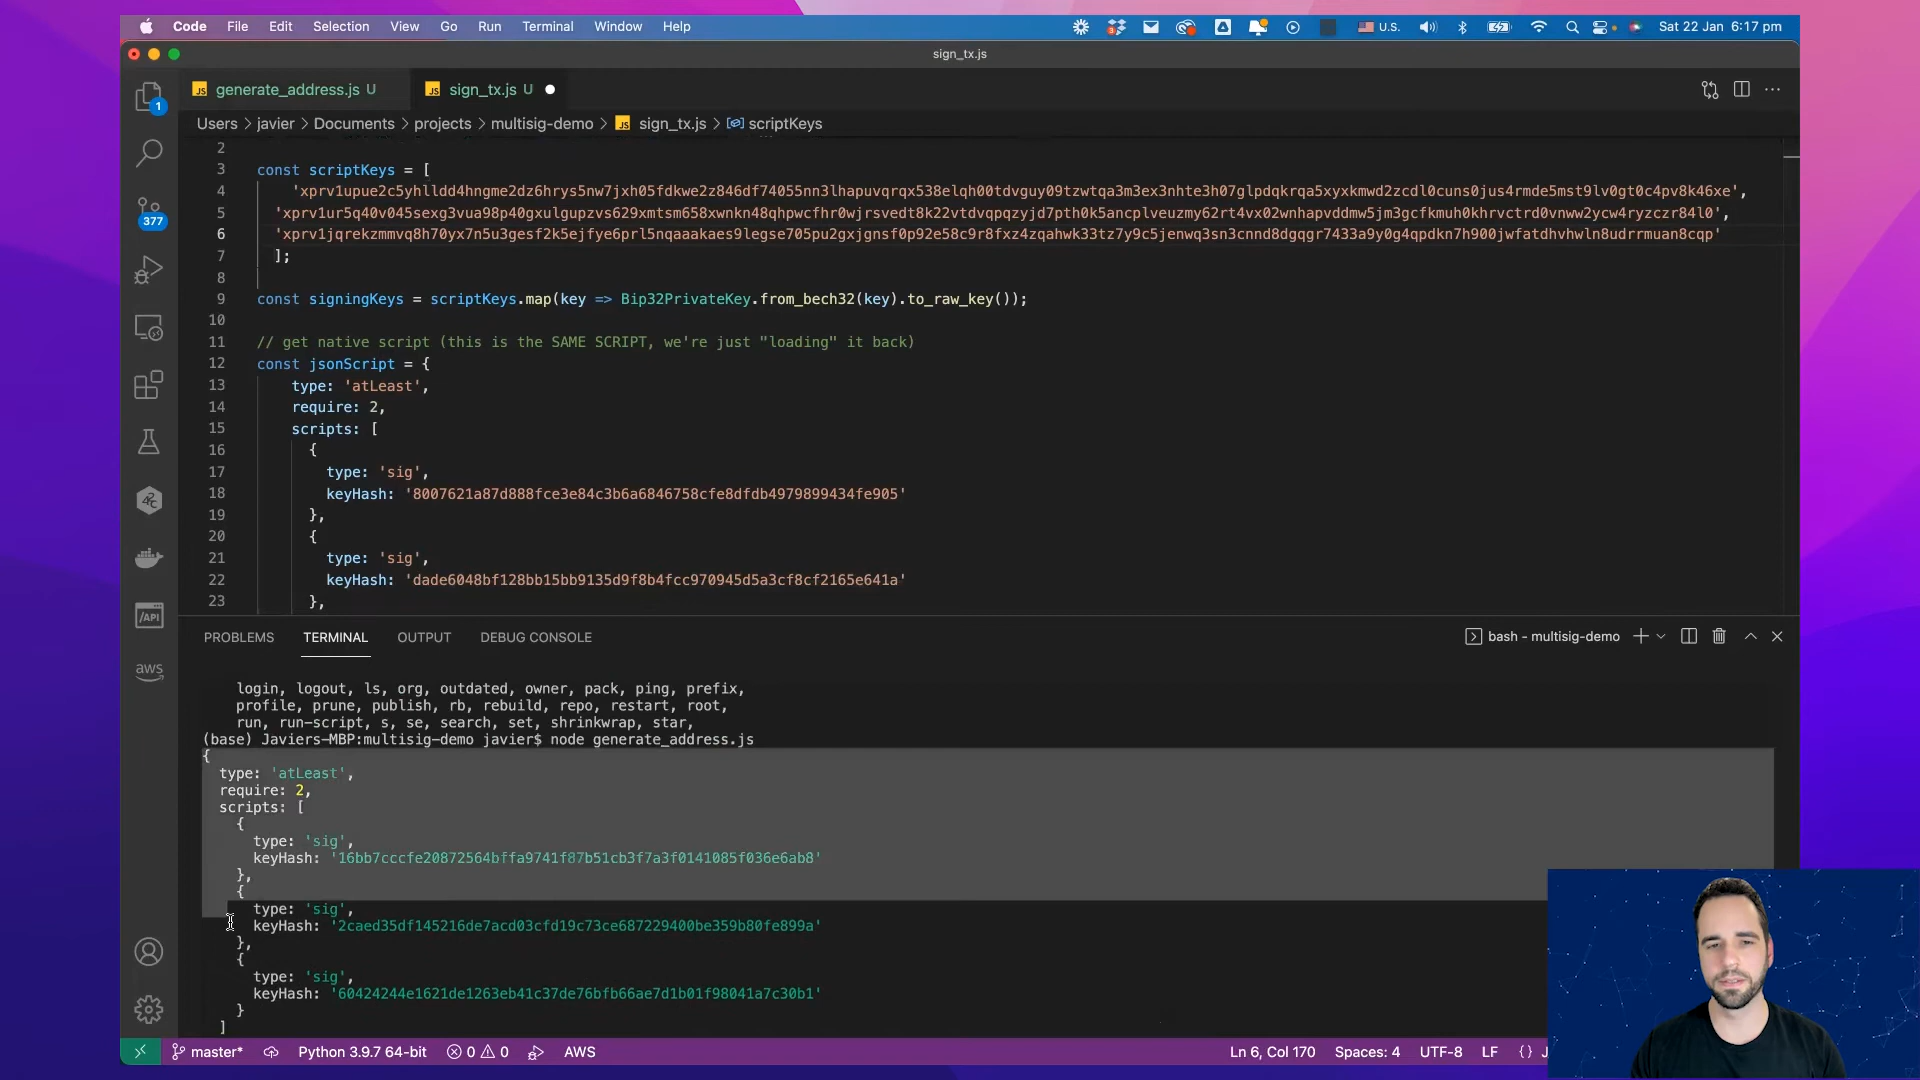 Code File Edit Selection View Go Run Terminal Window Help
U.S. Sat 22 Jan 6:17 pm
sign_tx.js
JS generate_address.js U JS sign_tx.js U
Users > javier > Documents > projects > multisig-demo > JS sign_tx.js > scriptKeys
1
377
2
3 const scriptKeys = [
4 'xprv1upue2c5yhlldd4hngme2dz6hrys5nw7jxh05fdkwe2z846df74055nn3lhapuvqrqx538elqh00tdvguy09tzwtqa3m3ex3nhte3h07glpdqkrqa5xyxkmwd2zcdl0cuns0jus4rmde5mst9lv0gt0c4pv8k46xe',
5 'xprv1ur5q40v045sexg3vua98p40gxulgupzvs629xmtsm658xwnkn48qhpwcfhr0wjrsvedt8k22vtdvqpqzyjd7pth0k5ancplveuzmy62rt4vx02wnhapvddmw5jm3gcfkmuh0khrvctrd0vnww2ycw4ryzczr84l0',
6 'xprv1jqrekzmmvq8h70yx7n5u3gesf2k5ejfye6prl5nqaaakaes9legse705pu2gxjgnsf0p92e58c9r8fxz4zqahwk33tz7y9c5jenwq3sn3cnnd8dgqgr7433a9y0g4qpdkn7h900jwfatdhvhwln8udrrmuan8cqp'
7 ];
8
9 const signingKeys = scriptKeys.map(key => Bip32PrivateKey.from_bech32(key).to_raw_key());
10
11 // get native script (this is the SAME SCRIPT, we're just "loading" it back)
12 const jsonScript = {
13 type: 'atLeast',
14 require: 2,
15 scripts: [
16 {
17 type: 'sig',
18 keyHash: '8007621a87d888fce3e84c3b6a6846758cfe8dfdb4979899434fe905'
19 },
20 {
21 type: 'sig',
22 keyHash: 'dade6048bf128bb15bb9135d9f8b4fcc970945d5a3cf8cf2165e641a'
23 },
/API
aws
PROBLEMS TERMINAL OUTPUT DEBUG CONSOLE bash - multisig-demo
login, logout, ls, org, outdated, owner, pack, ping, prefix,
profile, prune, publish, rb, rebuild, repo, restart, root,
run, run-script, s, se, search, set, shrinkwrap, star,
(base) Javiers-MBP:multisig-demo javier$ node generate_address.js
{
type: 'atLeast',
require: 2,
scripts: [
{
type: 'sig',
keyHash: '16bb7cccfe20872564bffa9741f87b51cb3f7a3f0141085f036e6ab8'
},
{
type: 'sig',
keyHash: '2caed35df145216de7acd03cfd19c73ce687229400be359b80fe899a'
},
{
type: 'sig',
keyHash: '60424244e1621de1263eb41c37de76bfb66ae7d1b01f98041a7c30b1'
}
]
master* Python 3.9.7 64-bit 0 0 AWS Ln 6, Col 170 Spaces: 4 UTF-8 LF {} J